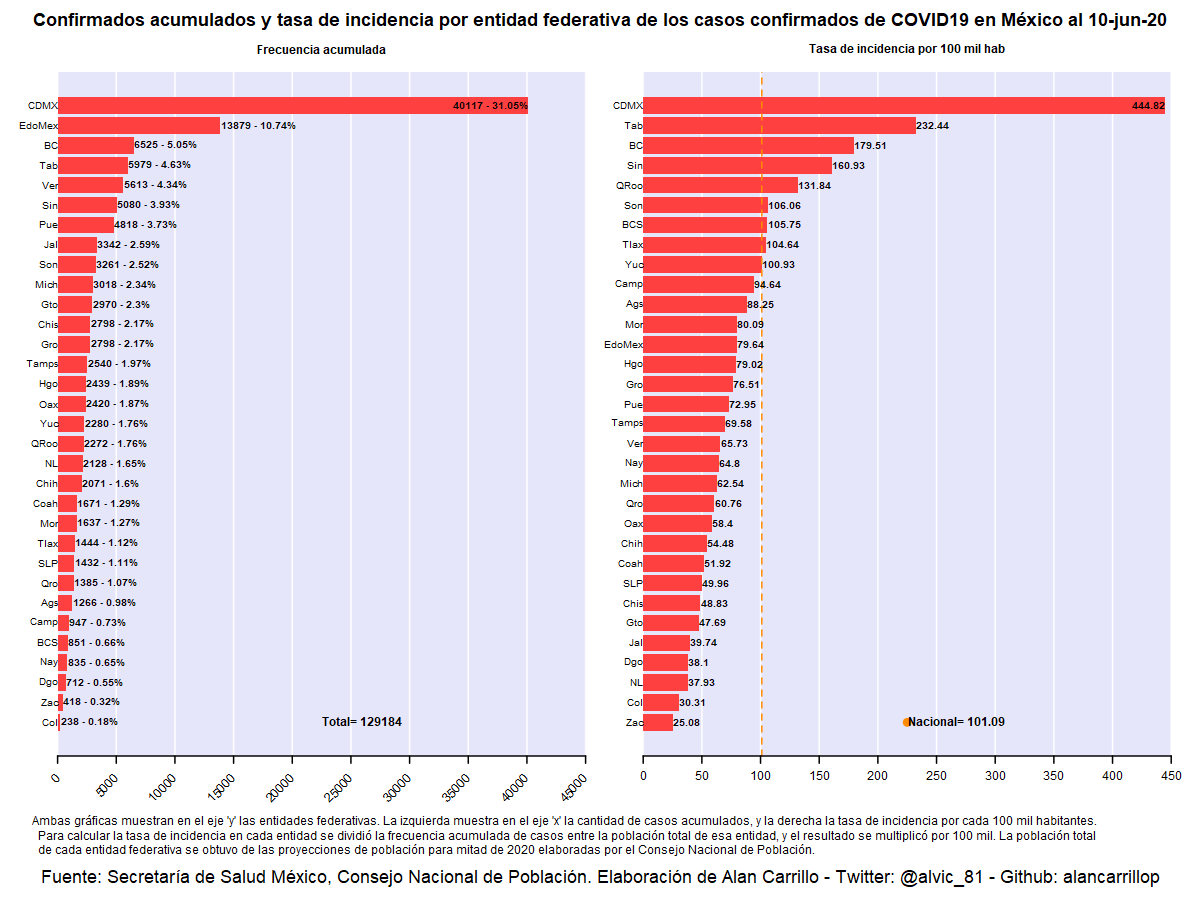 Confirmados acumulados y tasa de incidencia por entidad federativa de los casos confirmados de COVID19 en México al 10-jun-20
Frecuencia acumulada
CDMX 40117 - 31.05%
EdoMex 13879 - 10.74%
BC 6525 - 5.05%
Tab 5979 - 4.63%
Ver 5613 - 4.34%
Sin 5080 - 3.93%
Pue 4818 - 3.73%
Jal 3342 - 2.59%
Son 3261 - 2.52%
Mich 3018 - 2.34%
Gto 2970 - 2.3%
Chis 2798 - 2.17%
Gro 2798 - 2.17%
Tamps 2540 - 1.97%
Hgo 2439 - 1.89%
Oax 2420 - 1.87%
Yuc 2280 - 1.76%
QRoo 2272 - 1.76%
NL 2128 - 1.65%
Chih 2071 - 1.6%
Coah 1671 - 1.29%
Mor 1637 - 1.27%
Tlax 1444 - 1.12%
SLP 1432 - 1.11%
Qro 1385 - 1.07%
Ags 1266 - 0.98%
Camp 947 - 0.73%
BCS 851 - 0.66%
Nay 835 - 0.65%
Dgo 712 - 0.55%
Zac 418 - 0.32%
Col 238 - 0.18%
Total= 129184
0 5000 10000 15000 20000 25000 30000 35000 40000 45000
Tasa de incidencia por 100 mil hab
CDMX 444.82
Tab 232.44
BC 179.51
Sin 160.93
QRoo 131.84
Son 106.06
BCS 105.75
Tlax 104.64
Yuc 100.93
Camp 94.64
Ags 88.25
Mor 80.09
EdoMex 79.64
Hgo 79.02
Gro 76.51
Pue 72.95
Tamps 69.58
Ver 65.73
Nay 64.8
Mich 62.54
Qro 60.76
Oax 58.4
Chih 54.48
Coah 51.92
SLP 49.96
Chis 48.83
Gto 47.69
Jal 39.74
Dgo 38.1
NL 37.93
Col 30.31
Zac 25.08
Nacional= 101.09
0 50 100 150 200 250 300 350 400 450
Ambas gráficas muestran en el eje 'y' las entidades federativas. La izquierda muestra en el eje 'x' la cantidad de casos acumulados, y la derecha la tasa de incidencia por cada 100 mil habitantes.
Para calcular la tasa de incidencia en cada entidad se dividió la frecuencia acumulada de casos entre la población total de esa entidad, y el resultado se multiplicó por 100 mil. La población total
de cada entidad federativa se obtuvo de las proyecciones de población para mitad de 2020 elaboradas por el Consejo Nacional de Población.
Fuente: Secretaría de Salud México, Consejo Nacional de Población. Elaboración de Alan Carrillo - Twitter: @alvic_81 - Github: alancarrillop